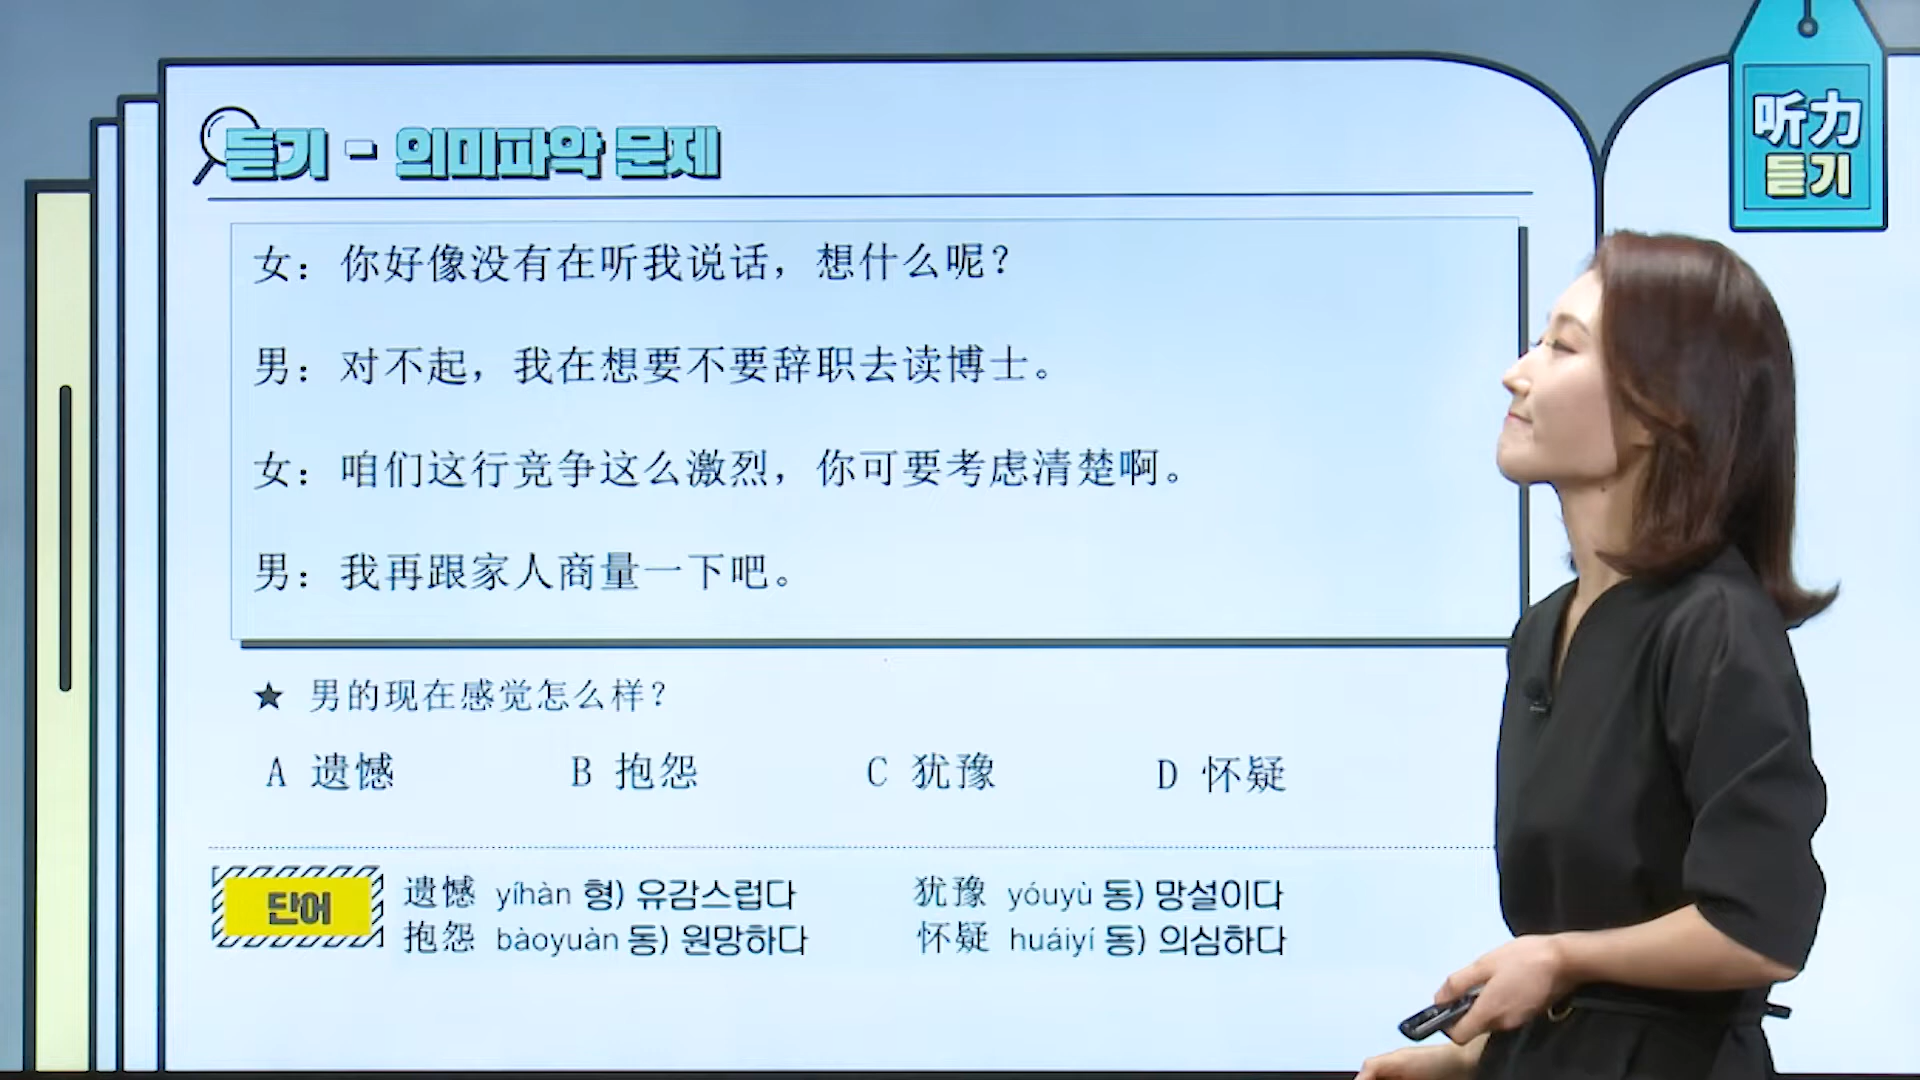 듣기 - 의미파악 문제
听力
듣기
女：你好像没有在听我说话，想什么呢？
男：对不起，我在想要不要辞职去读博士。
女：咱们这行竞争这么激烈，你可要考虑清楚啊。
男：我再跟家人商量一下吧。
★ 男的现在感觉怎么样？
A 遗憾 B 抱怨 C 犹豫 D 怀疑
단어
遗憾 yíhàn 형) 유감스럽다 犹豫 yóuyù 동) 망설이다
抱怨 bàoyuàn 동) 원망하다 怀疑 huáiyí 동) 의심하다